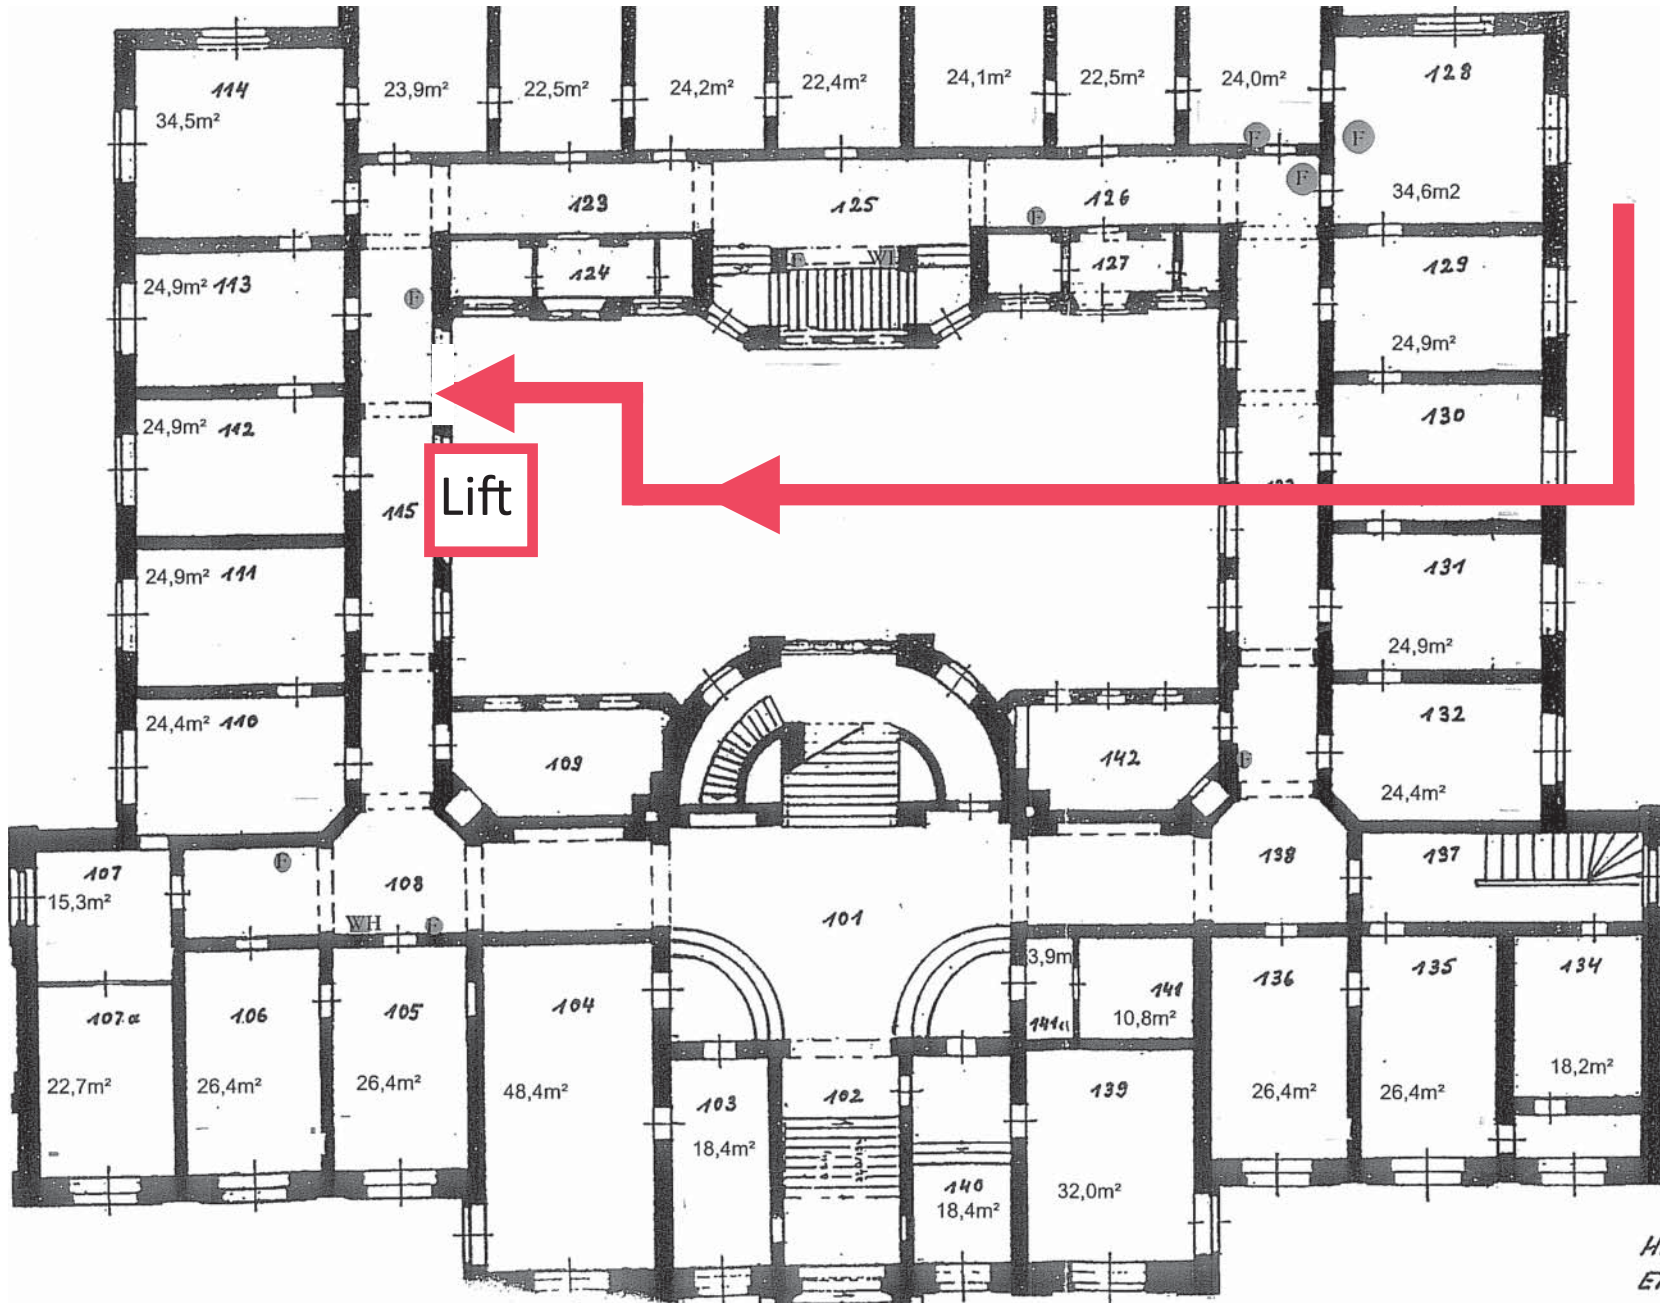 23,9m²
22,5m²
24,2m²
22,4m²
24,1m²
22,5m²
24,0m²
114
34,5m²
128
34,6m2
F
F
F
123
125
126
F
24,9m² 113
F
124
F
127
129
24,9m²
24,9m² 112
130
Lift
115
24,9m² 111
131
24,9m²
24,4m² 110
109
142
F
132
24,4m²
107
15,3m²
F
108
WH
F
101
138
137
107a
22,7m²
106
26,4m²
105
26,4m²
104
48,4m²
103
18,4m²
102
140
18,4m²
3,9m
141a
141
10,8m²
139
32,0m²
136
26,4m²
135
26,4m²
134
18,2m²